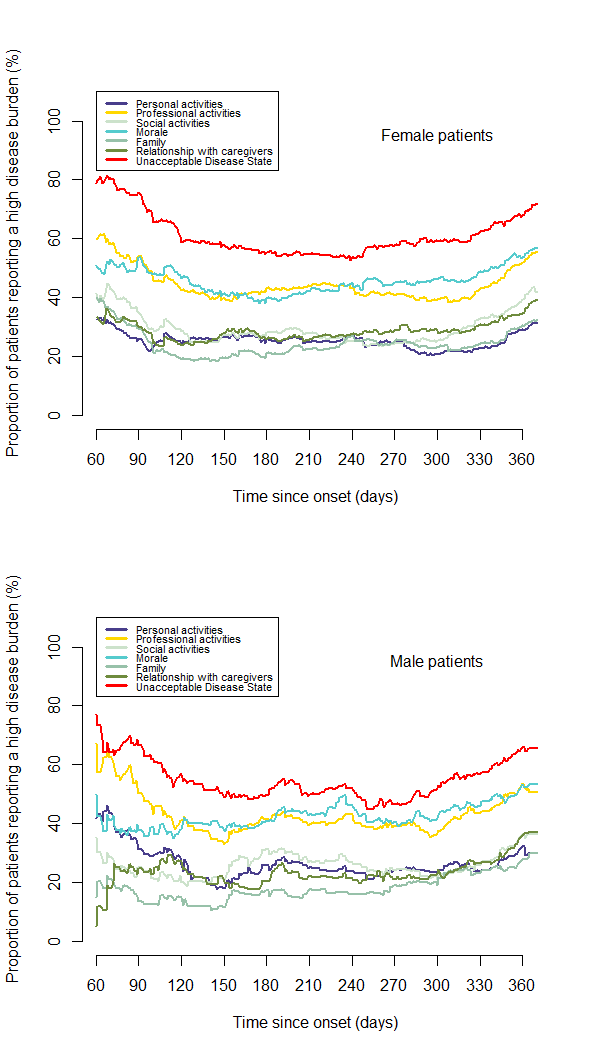 Proportion of patients reporting a high disease burden (%)
Personal activities
Professional activities
Social activities
Morale
Family
Relationship with caregivers
Unacceptable Disease State
Female patients
100
80
60
40
20
0
60 90 120 150 180 210 240 270 300 330 360
Time since onset (days)
Proportion of patients reporting a high disease burden (%)
Personal activities
Professional activities
Social activities
Morale
Family
Relationship with caregivers
Unacceptable Disease State
Male patients
100
80
60
40
20
0
60 90 120 150 180 210 240 270 300 330 360
Time since onset (days)